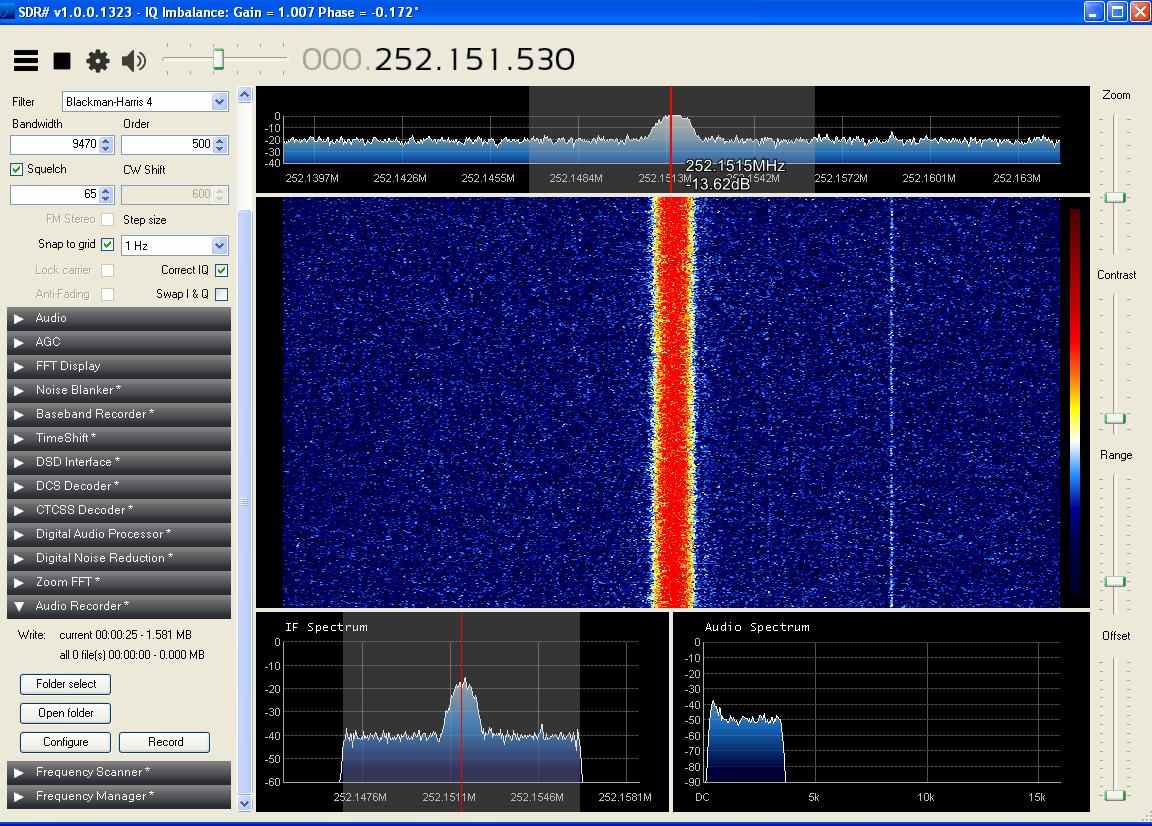 SDR# v1.0.0.1323 - IQ Imbalance: Gain = 1.007 Phase = -0.172°
000.252.151.530
Filter Blackman-Harris 4
Bandwidth Order
9470 500
Squelch CW Shift
65 600
FM Stereo Step size
Snap to grid 1 Hz
Lock carrier Correct IQ
Anti-Fading Swap I & Q
Audio
AGC
FFT Display
Noise Blanker *
Baseband Recorder *
TimeShift *
DSD Interface *
DCS Decoder *
CTCSS Decoder *
Digital Audio Processor *
Digital Noise Reduction *
Zoom FFT *
Audio Recorder *
Write: current 00:00:25 - 1.581 MB
all 0 file(s) 00:00:00 - 0.000 MB
Folder select
Open folder
Configure Record
Frequency Scanner *
Frequency Manager *
0
-10
-20
-30
-40
252.1397M 252.1426M 252.1455M 252.1484M 252.1513M 252.1542M 252.1572M 252.1601M 252.163M
252.1515MHz
-13.62dB
IF Spectrum
0
-10
-20
-30
-40
-50
-60
252.1476M 252.1511M 252.1546M 252.1581M
Audio Spectrum
0
-10
-20
-30
-40
-50
-60
-70
-80
-90
DC 5k 10k 15k
Zoom
Contrast
Range
Offset